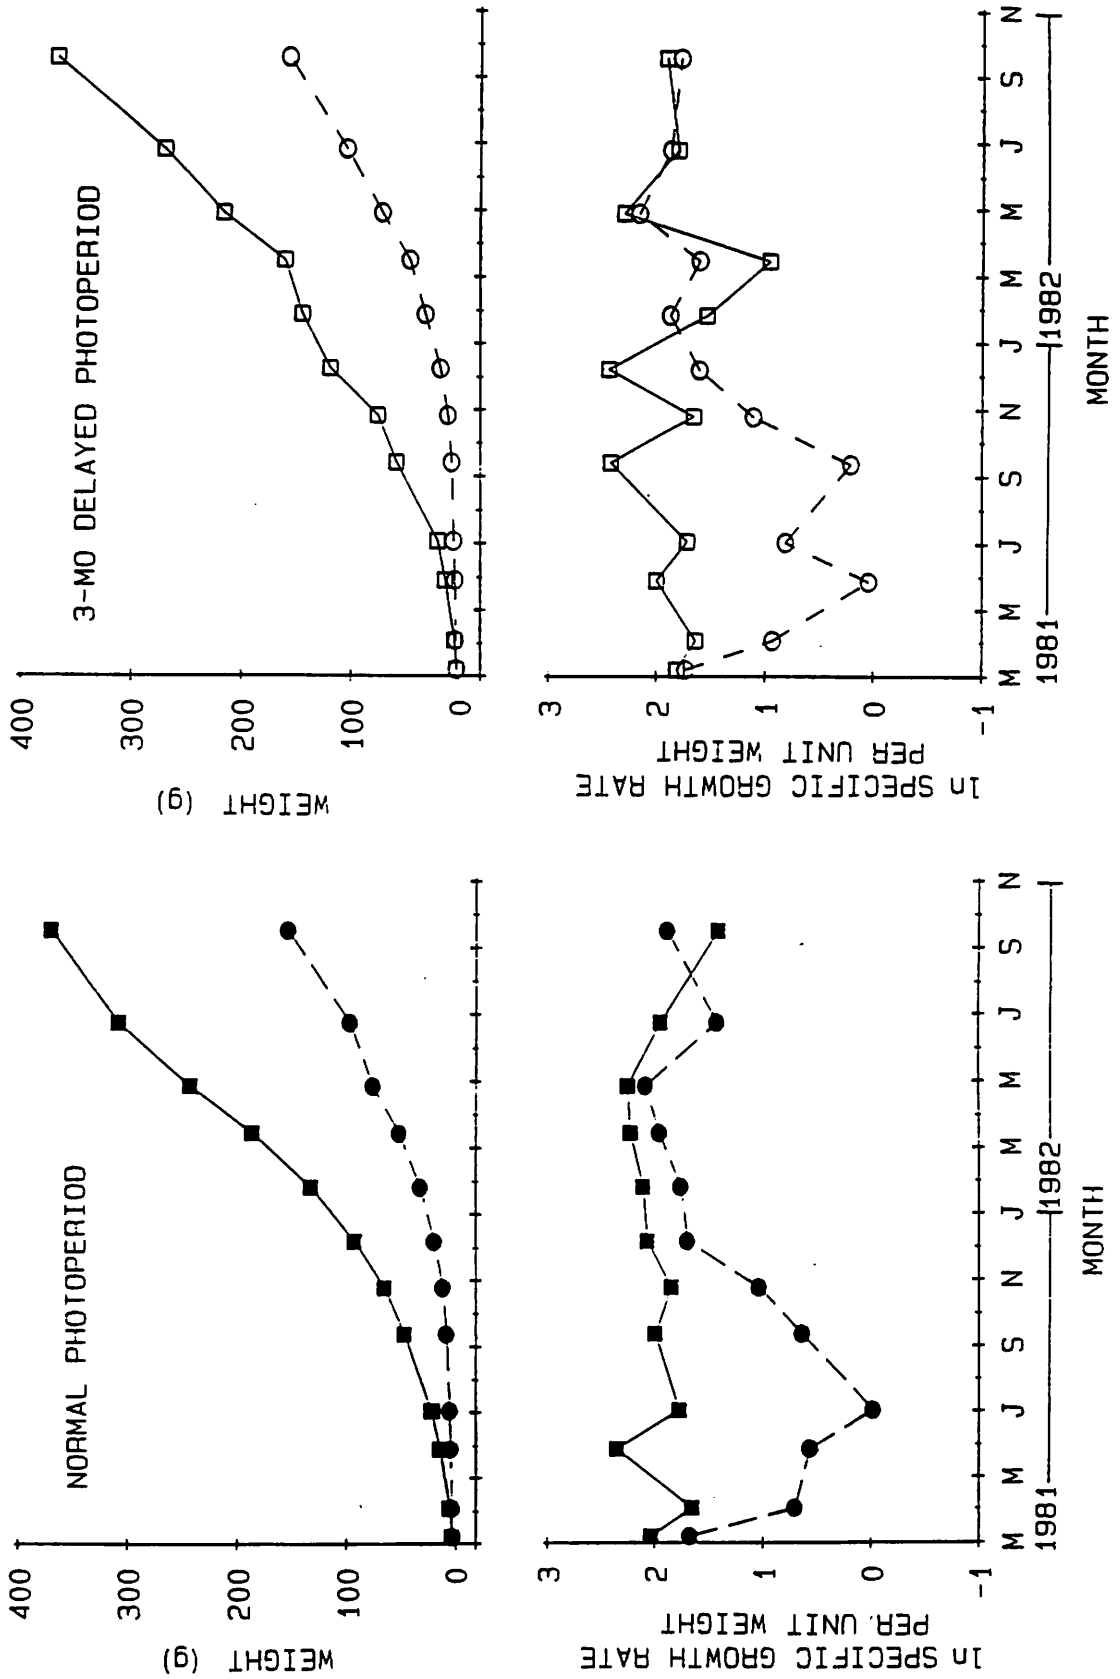 NORMAL PHOTOPERIOD
WEIGHT (g)
400
300
200
100
0
ln SPECIFIC GROWTH RATE
PER. UNIT WEIGHT
3
2
1
0
-1
M M J S N J M M J S N
1981 1982
MONTH
3-MO DELAYED PHOTOPERIOD
WEIGHT (g)
400
300
200
100
0
ln SPECIFIC GROWTH RATE
PER UNIT WEIGHT
3
2
1
0
-1
M M J S N J M M J S N
1981 1982
MONTH